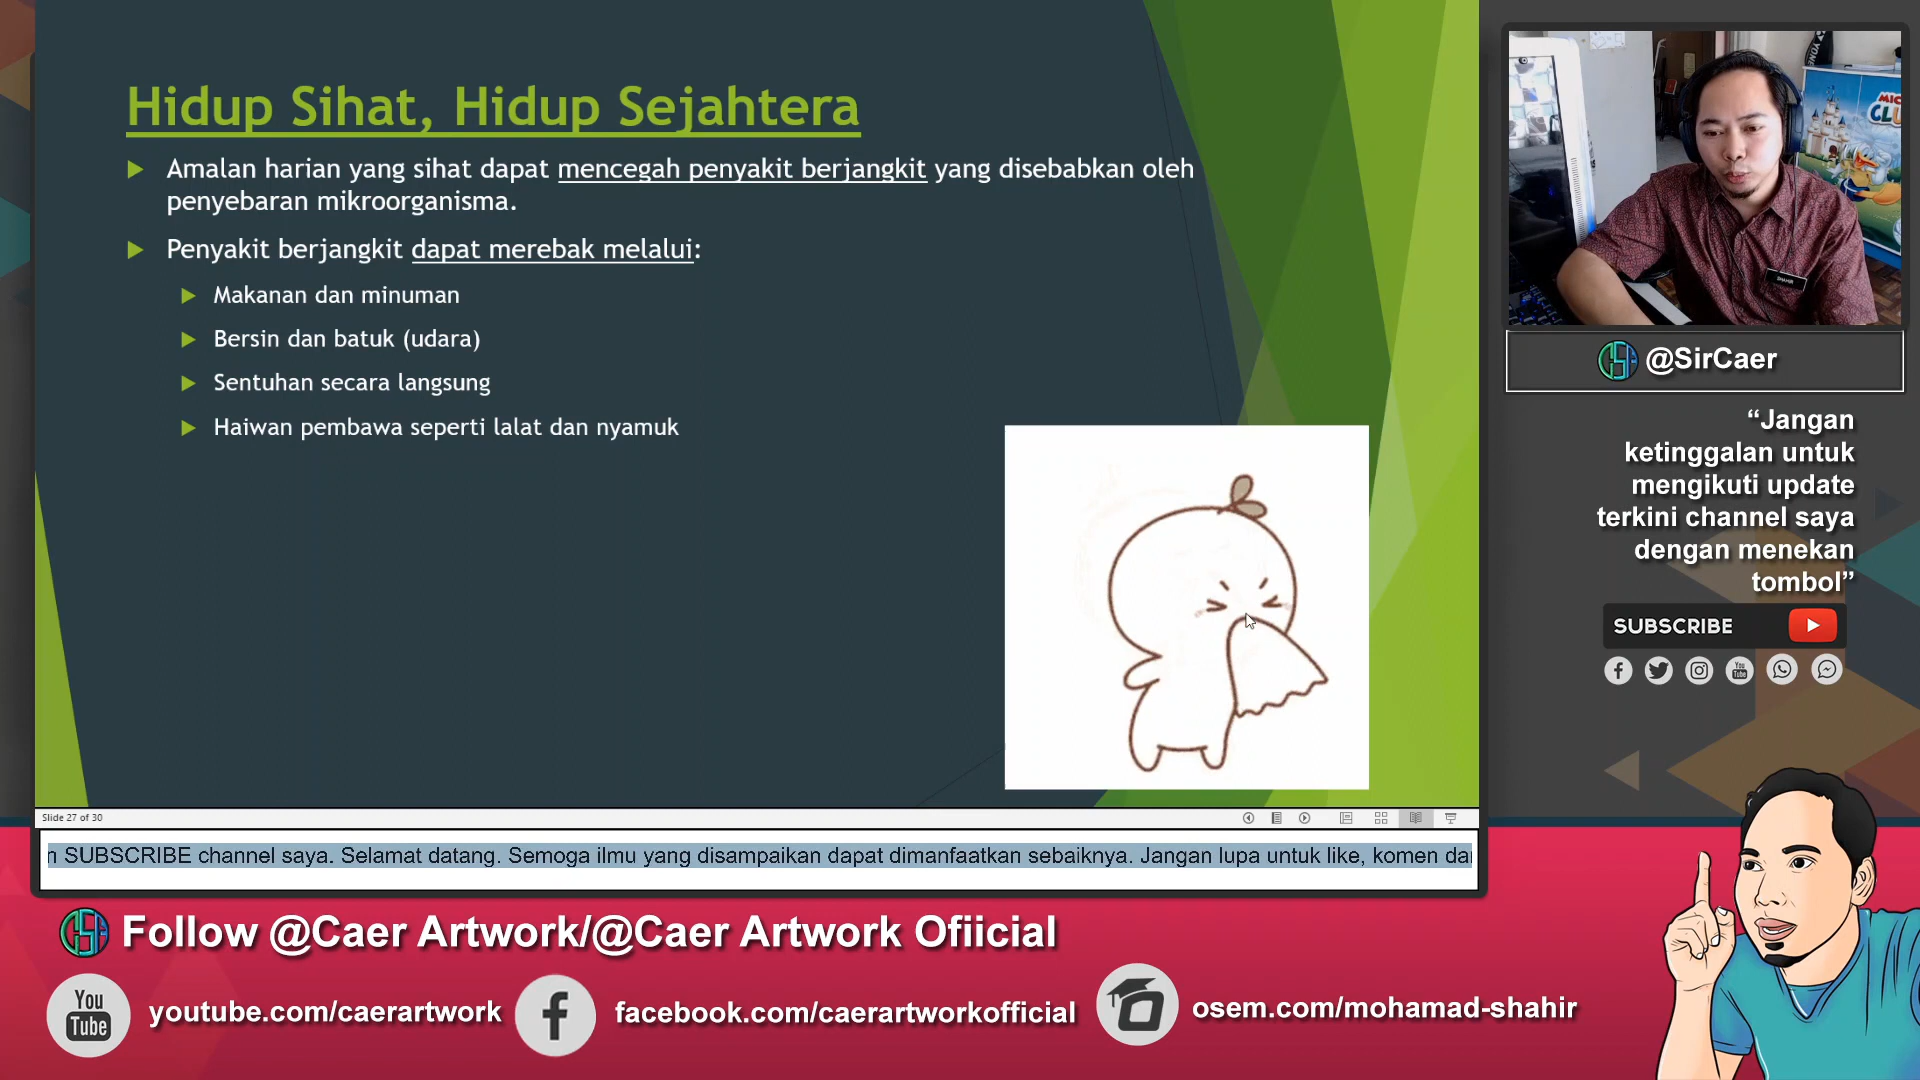 Hidup Sihat, Hidup Sejahtera
Amalan harian yang sihat dapat mencegah penyakit berjangkit yang disebabkan oleh
penyebaran mikroorganisma.
Penyakit berjangkit dapat merebak melalui:
Makanan dan minuman
Bersin dan batuk (udara)
Sentuhan secara langsung
Haiwan pembawa seperti lalat dan nyamuk
Slide 27 of 30
SUBSCRIBE channel saya. Selamat datang. Semoga ilmu yang disampaikan dapat dimanfaatkan sebaiknya. Jangan lupa untuk like, komen
@SirCaer
“Jangan
ketinggalan untuk
mengikuti update
terkini channel saya
dengan menekan
tombol”
SUBSCRIBE
Follow @Caer Artwork/@Caer Artwork Ofiicial
You
Tube
youtube.com/caerartwork
facebook.com/caerartworkofficial
osem.com/mohamad-shahir